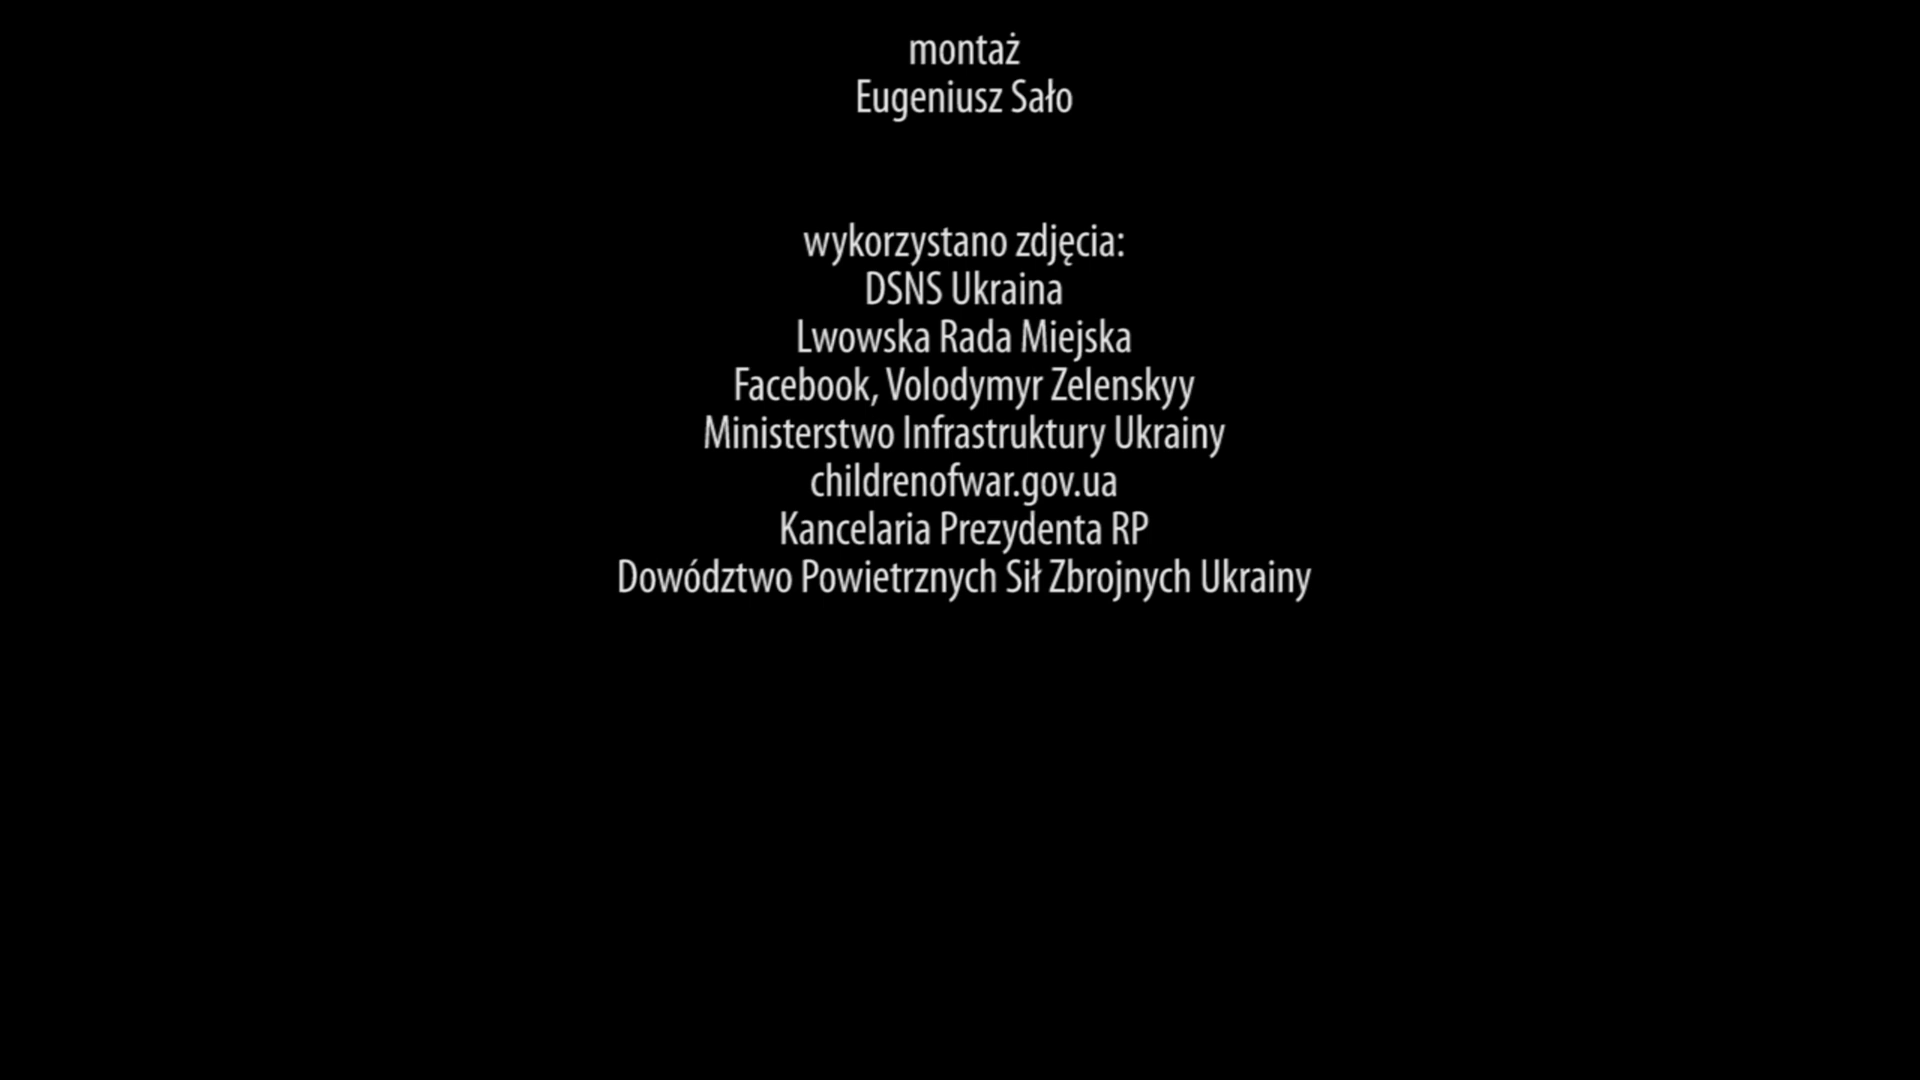 montaż
Eugeniusz Sało
wykorzystano zdjęcia:
DSNS Ukraina
Lwowska Rada Miejska
Facebook, Volodymyr Zelenskyy
Ministerstwo Infrastruktury Ukrainy
childrenofwar.gov.ua
Kancelaria Prezydenta RP
Dowództwo Powietrznych Sił Zbrojnych Ukrainy